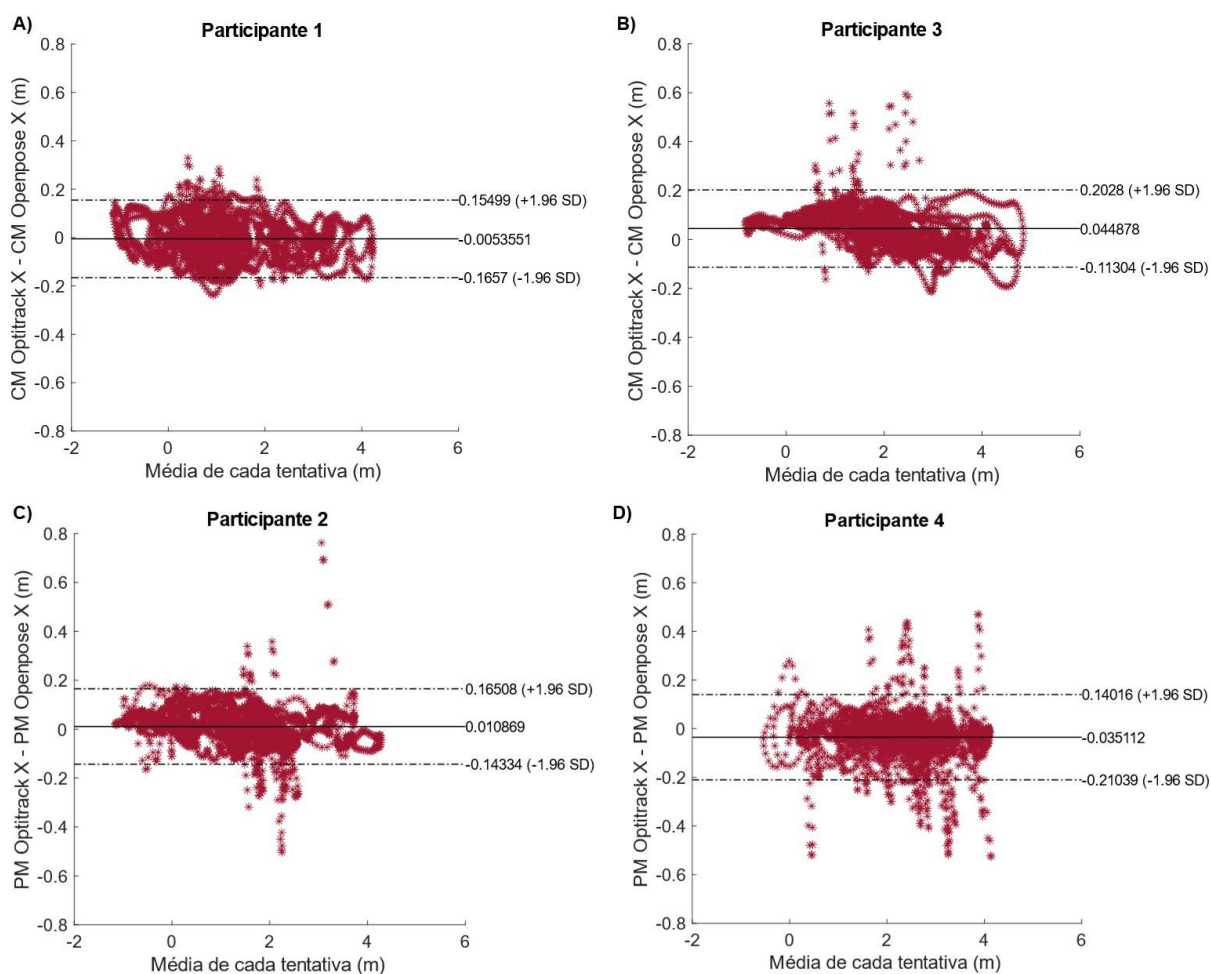 A)
Participante 1
0.8
0.6
0.4
0.2
0
-0.2
-0.4
-0.6
-0.8
CM Optitrack X - CM Openpose X (m)
0.15499 (+1.96 SD)
-0.0053551
-0.1657 (-1.96 SD)
-2 0 2 4 6
Média de cada tentativa (m)
B)
Participante 3
0.8
0.6
0.4
0.2
0
-0.2
-0.4
-0.6
-0.8
CM Optitrack X - CM Openpose X (m)
0.2028 (+1.96 SD)
0.044878
-0.11304 (-1.96 SD)
-2 0 2 4 6
Média de cada tentativa (m)
C)
Participante 2
0.8
0.6
0.4
0.2
0
-0.2
-0.4
-0.6
-0.8
PM Optitrack X - PM Openpose X (m)
0.16508 (+1.96 SD)
0.010869
-0.14334 (-1.96 SD)
-2 0 2 4 6
Média de cada tentativa (m)
D)
Participante 4
0.8
0.6
0.4
0.2
0
-0.2
-0.4
-0.6
-0.8
PM Optitrack X - PM Openpose X (m)
0.14016 (+1.96 SD)
-0.035112
-0.21039 (-1.96 SD)
-2 0 2 4 6
Média de cada tentativa (m)